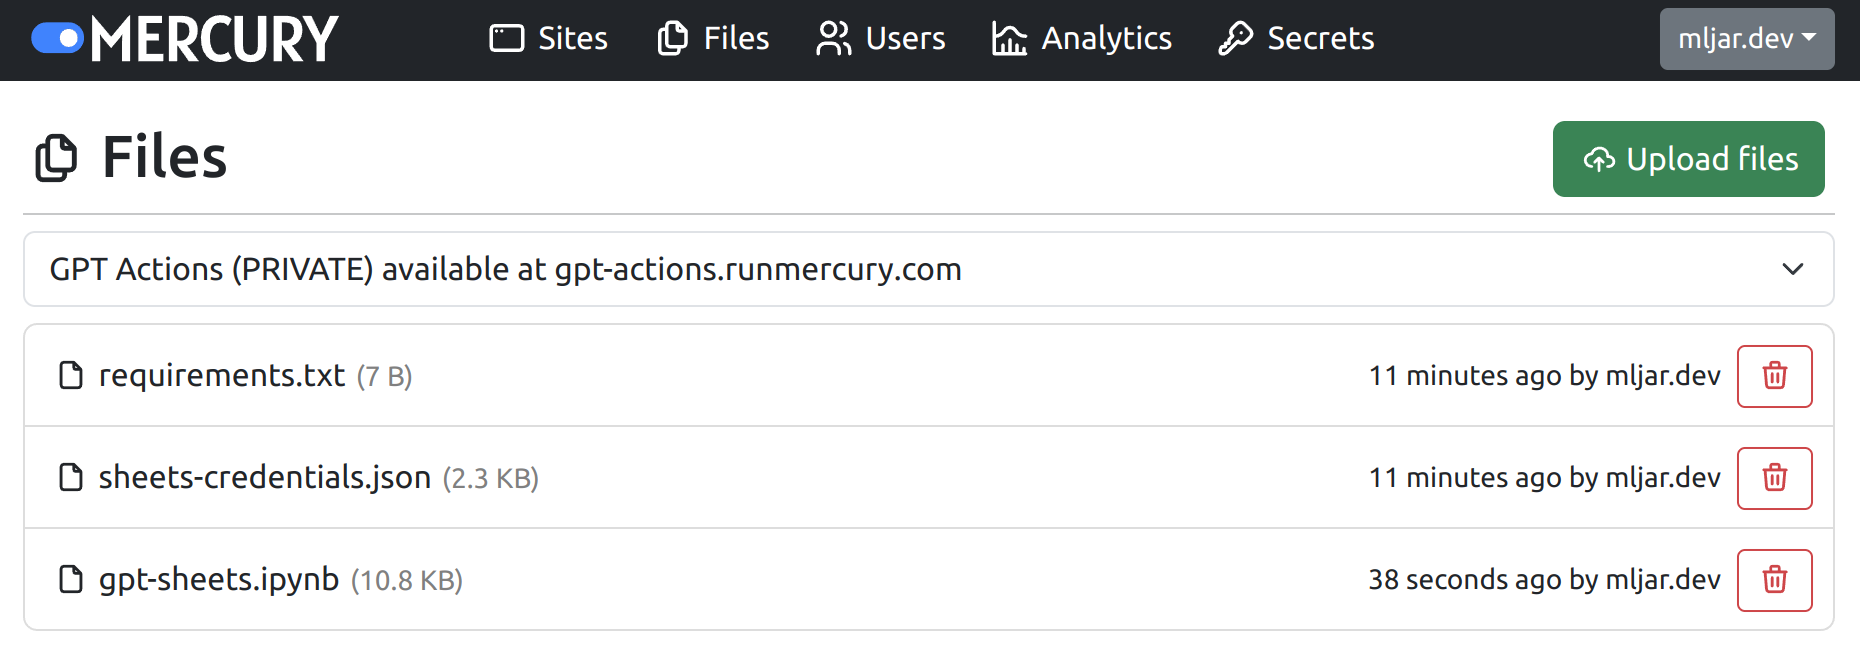 MERCURY Sites Files Users Analytics Secrets mljar.dev
Files Upload files
GPT Actions (PRIVATE) available at gpt-actions.runmercury.com
requirements.txt (7 B) 11 minutes ago by mljar.dev
sheets-credentials.json (2.3 KB) 11 minutes ago by mljar.dev
gpt-sheets.ipynb (10.8 KB) 38 seconds ago by mljar.dev